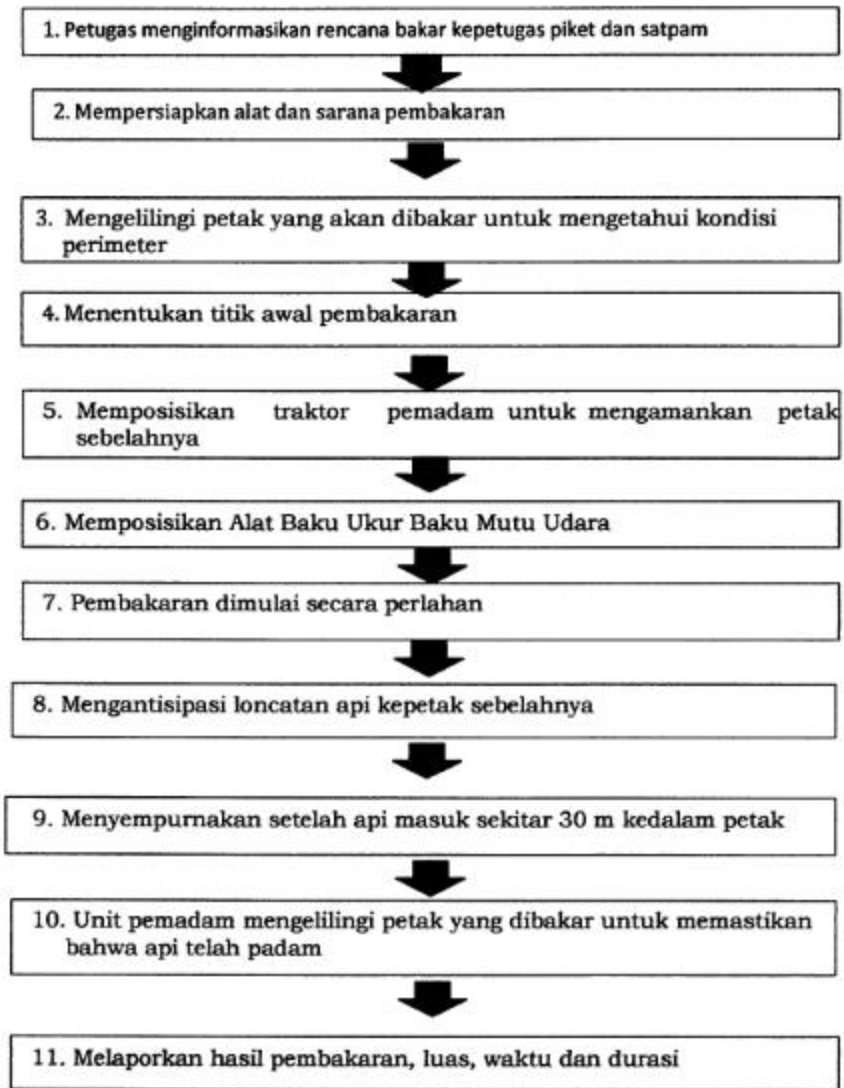 1. Petugas menginformasikan rencana bakar kepetugas piket dan satpam
2. Mempersiapkan alat dan sarana pembakaran
3. Mengelilingi petak yang akan dibakar untuk mengetahui kondisi
perimeter
4. Menentukan titik awal pembakaran
5. Memposisikan traktor pemadam untuk mengamankan petak
sebelahnya
6. Memposisikan Alat Baku Ukur Baku Mutu Udara
7. Pembakaran dimulai secara perlahan
8. Mengantisipasi loncatan api kepetak sebelahnya
9. Menyempurnakan setelah api masuk sekitar 30 m kedalam petak
10. Unit pemadam mengelilingi petak yang dibakar untuk memastikan
bahwa api telah padam
11. Melaporkan hasil pembakaran, luas, waktu dan durasi